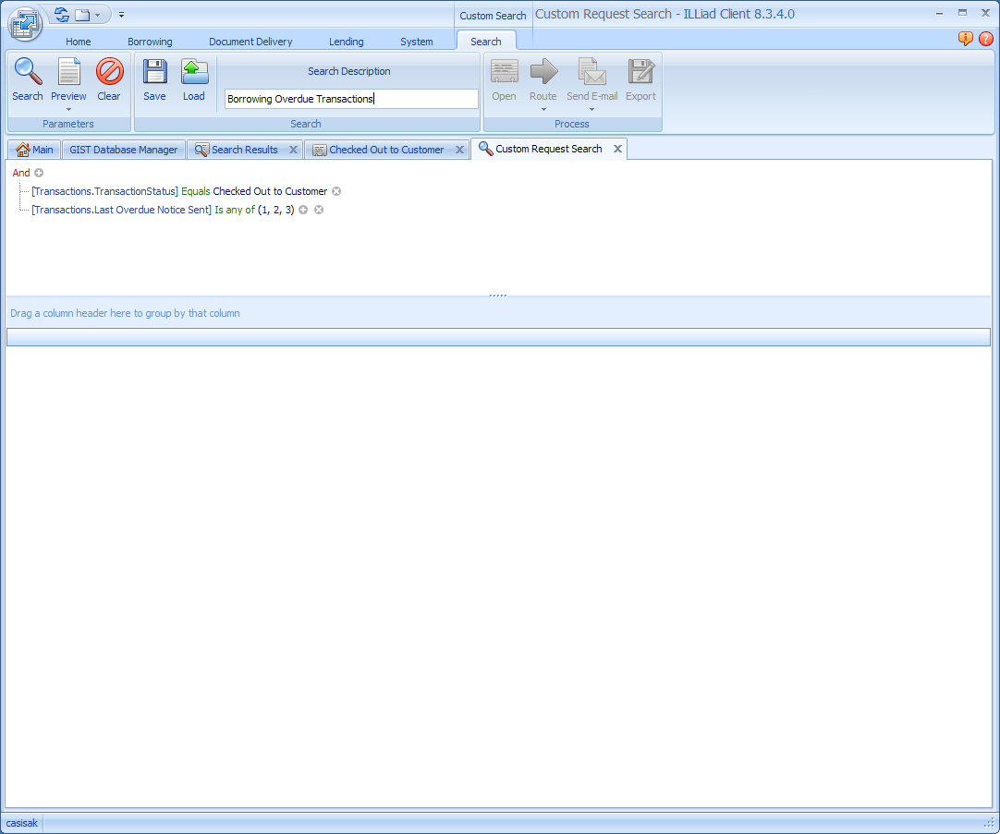 Custom Search
Custom Request Search - ILLiad Client 8.3.4.0
Home Borrowing Document Delivery Lending System Search
Search Description
Search Preview Clear Save Load Open Route Send E-mail Export
Borrowing Overdue Transactions
Parameters Search Process
Main GIST Database Manager Search Results Checked Out to Customer Custom Request Search
And
[Transactions.TransactionStatus] Equals Checked Out to Customer
[Transactions.Last Overdue Notice Sent] Is any of (1, 2, 3)
Drag a column header here to group by that column
casisak